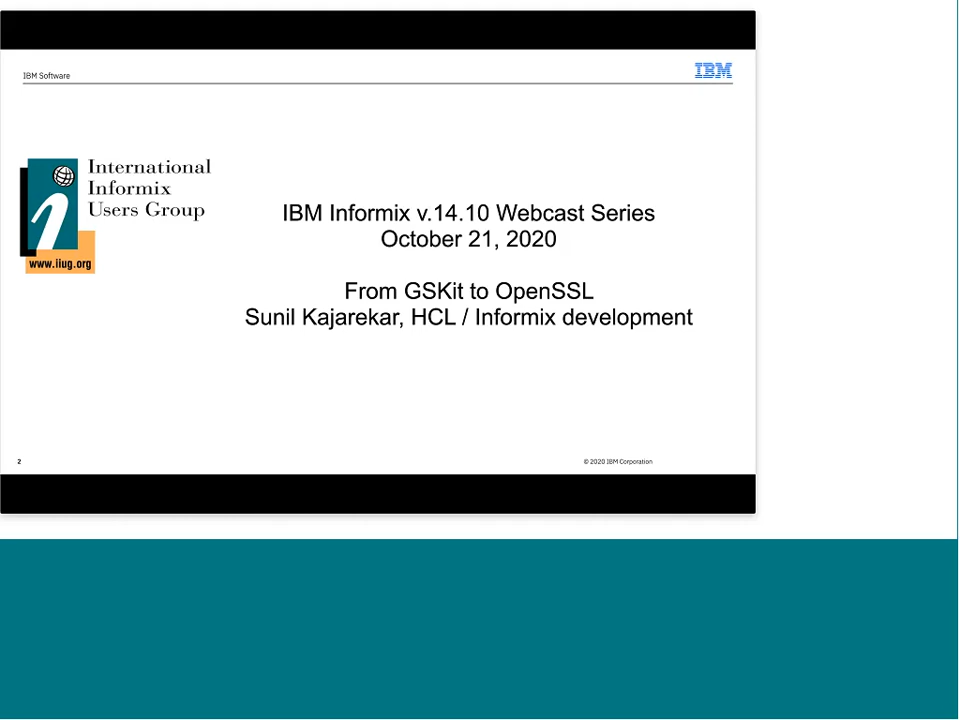 IBM Software
IBM
International
Informix
Users Group
www.iiug.org
IBM Informix v.14.10 Webcast Series
October 21, 2020
From GSKit to OpenSSL
Sunil Kajarekar, HCL / Informix development
2
© 2020 IBM Corporation